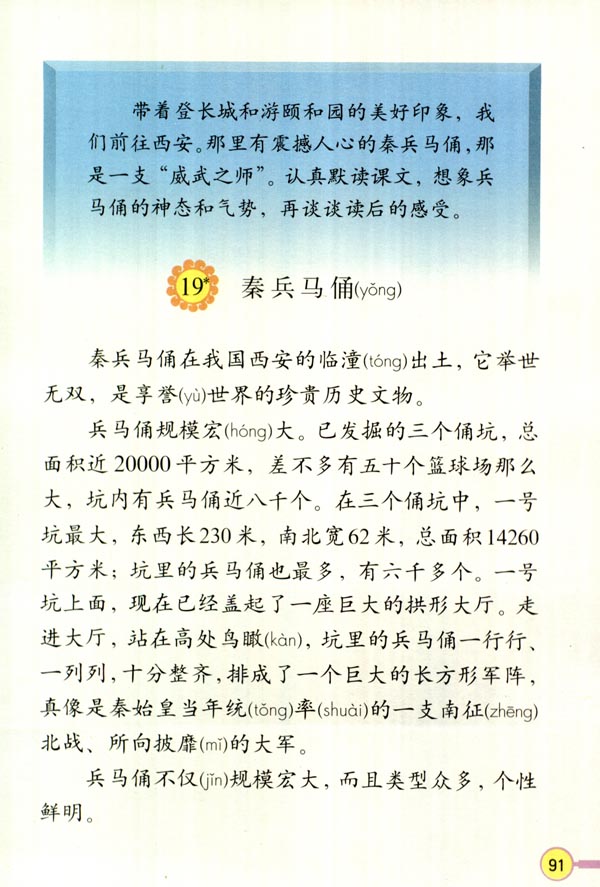 带着登长城和游颐和园的美好印象，我
们前往西安。那里有震撼人心的秦兵马俑，那
是一支“威武之师”。认真默读课文，想象兵
马俑的神态和气势，再谈谈读后的感受。
19* 秦兵马俑(yǒng)
秦兵马俑在我国西安的临潼(tóng)出土，它举世
无双，是享誉(yù)世界的珍贵历史文物。
兵马俑规模宏(hóng)大。已发掘的三个俑坑，总
面积近20000平方米，差不多有五十个篮球场那么
大，坑内有兵马俑近八千个。在三个俑坑中，一号
坑最大，东西长230米，南北宽62米，总面积14260
平方米；坑里的兵马俑也最多，有六千多个。一号
坑上面，现在已经盖起了一座巨大的拱形大厅。走
进大厅，站在高处鸟瞰(kàn)，坑里的兵马俑一行行、
一列列，十分整齐，排成了一个巨大的长方形军阵，
真像是秦始皇当年统(tǒng)率(shuài)的一支南征(zhēng)
北战、所向披靡(mǐ)的大军。
兵马俑不仅(jǐn)规模宏大，而且类型众多，个性
鲜明。
91